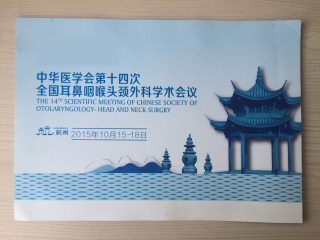 中华医学会第十四次
全国耳鼻咽喉头颈外科学术会议
THE 14TH SCIENTIFIC MEETING OF CHINESE SOCIETY OF
OTOLARYNGOLOGY- HEAD AND NECK SURGRY
杭州 2015年10月15-18日